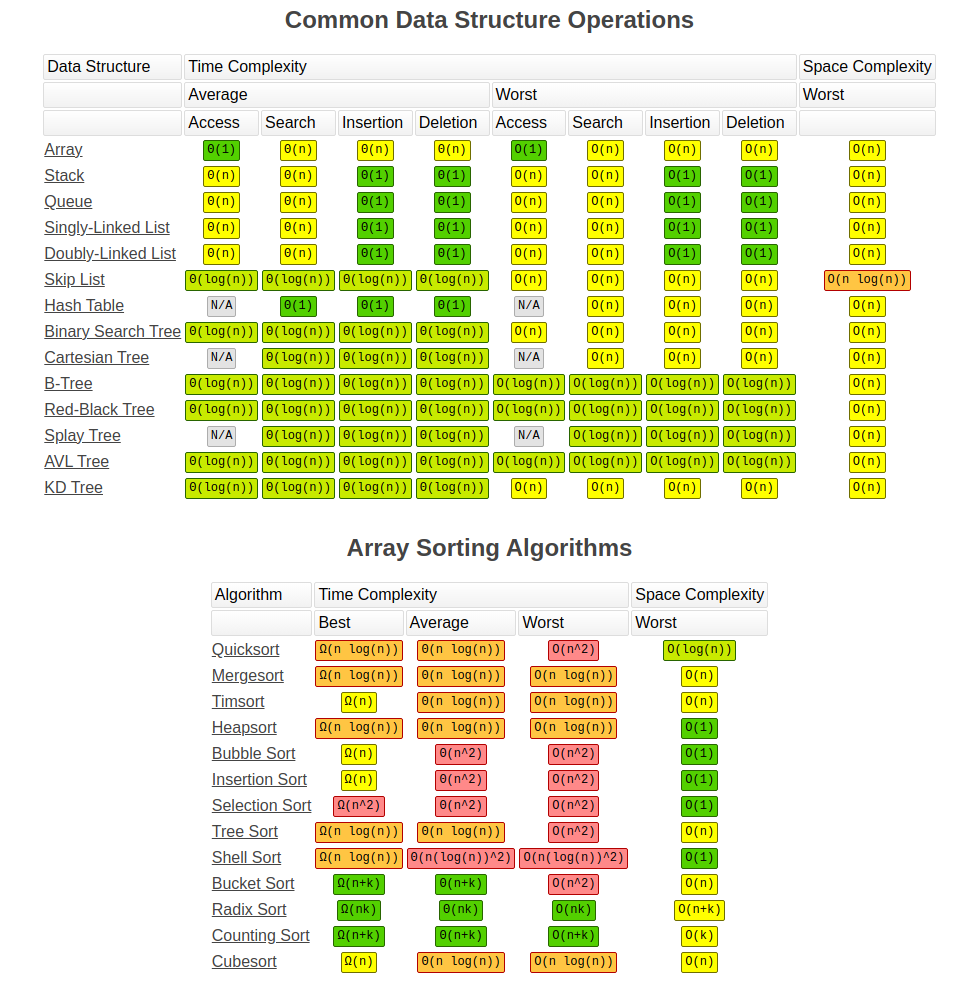 Common Data Structure Operations
Data Structure Time Complexity Space Complexity
Average Worst Worst
Access Search Insertion Deletion Access Search Insertion Deletion
Array Θ(1) Θ(n) Θ(n) Θ(n) O(1) O(n) O(n) O(n) O(n)
Stack Θ(n) Θ(n) Θ(1) Θ(1) O(n) O(n) O(1) O(1) O(n)
Queue Θ(n) Θ(n) Θ(1) Θ(1) O(n) O(n) O(1) O(1) O(n)
Singly-Linked List Θ(n) Θ(n) Θ(1) Θ(1) O(n) O(n) O(1) O(1) O(n)
Doubly-Linked List Θ(n) Θ(n) Θ(1) Θ(1) O(n) O(n) O(1) O(1) O(n)
Skip List Θ(log(n)) Θ(log(n)) Θ(log(n)) Θ(log(n)) O(n) O(n) O(n) O(n) O(n log(n))
Hash Table N/A Θ(1) Θ(1) Θ(1) N/A O(n) O(n) O(n) O(n)
Binary Search Tree Θ(log(n)) Θ(log(n)) Θ(log(n)) Θ(log(n)) O(n) O(n) O(n) O(n) O(n)
Cartesian Tree N/A Θ(log(n)) Θ(log(n)) Θ(log(n)) N/A O(n) O(n) O(n) O(n)
B-Tree Θ(log(n)) Θ(log(n)) Θ(log(n)) Θ(log(n)) O(log(n)) O(log(n)) O(log(n)) O(log(n)) O(n)
Red-Black Tree Θ(log(n)) Θ(log(n)) Θ(log(n)) Θ(log(n)) O(log(n)) O(log(n)) O(log(n)) O(log(n)) O(n)
Splay Tree N/A Θ(log(n)) Θ(log(n)) Θ(log(n)) N/A O(log(n)) O(log(n)) O(log(n)) O(n)
AVL Tree Θ(log(n)) Θ(log(n)) Θ(log(n)) Θ(log(n)) O(log(n)) O(log(n)) O(log(n)) O(log(n)) O(n)
KD Tree Θ(log(n)) Θ(log(n)) Θ(log(n)) Θ(log(n)) O(n) O(n) O(n) O(n) O(n)
Array Sorting Algorithms
Algorithm Time Complexity Space Complexity
Best Average Worst Worst
Quicksort Ω(n log(n)) Θ(n log(n)) O(n^2) O(log(n))
Mergesort Ω(n log(n)) Θ(n log(n)) O(n log(n)) O(n)
Timsort Ω(n) Θ(n log(n)) O(n log(n)) O(n)
Heapsort Ω(n log(n)) Θ(n log(n)) O(n log(n)) O(1)
Bubble Sort Ω(n) Θ(n^2) O(n^2) O(1)
Insertion Sort Ω(n) Θ(n^2) O(n^2) O(1)
Selection Sort Ω(n^2) Θ(n^2) O(n^2) O(1)
Tree Sort Ω(n log(n)) Θ(n log(n)) O(n^2) O(n)
Shell Sort Ω(n log(n)) Θ(n(log(n))^2) O(n(log(n))^2) O(1)
Bucket Sort Ω(n+k) Θ(n+k) O(n^2) O(n)
Radix Sort Ω(nk) Θ(nk) O(nk) O(n+k)
Counting Sort Ω(n+k) Θ(n+k) O(n+k) O(k)
Cubesort Ω(n) Θ(n log(n)) O(n log(n)) O(n)